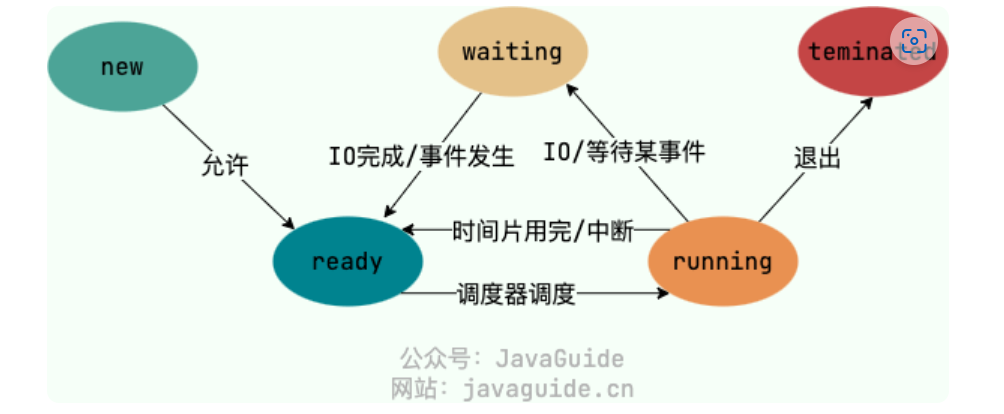 new
waiting
teminated
允许
IO完成/事件发生
IO/等待某事件
退出
时间片用完/中断
ready
running
调度器调度
公众号：JavaGuide
网站：javaguide.cn